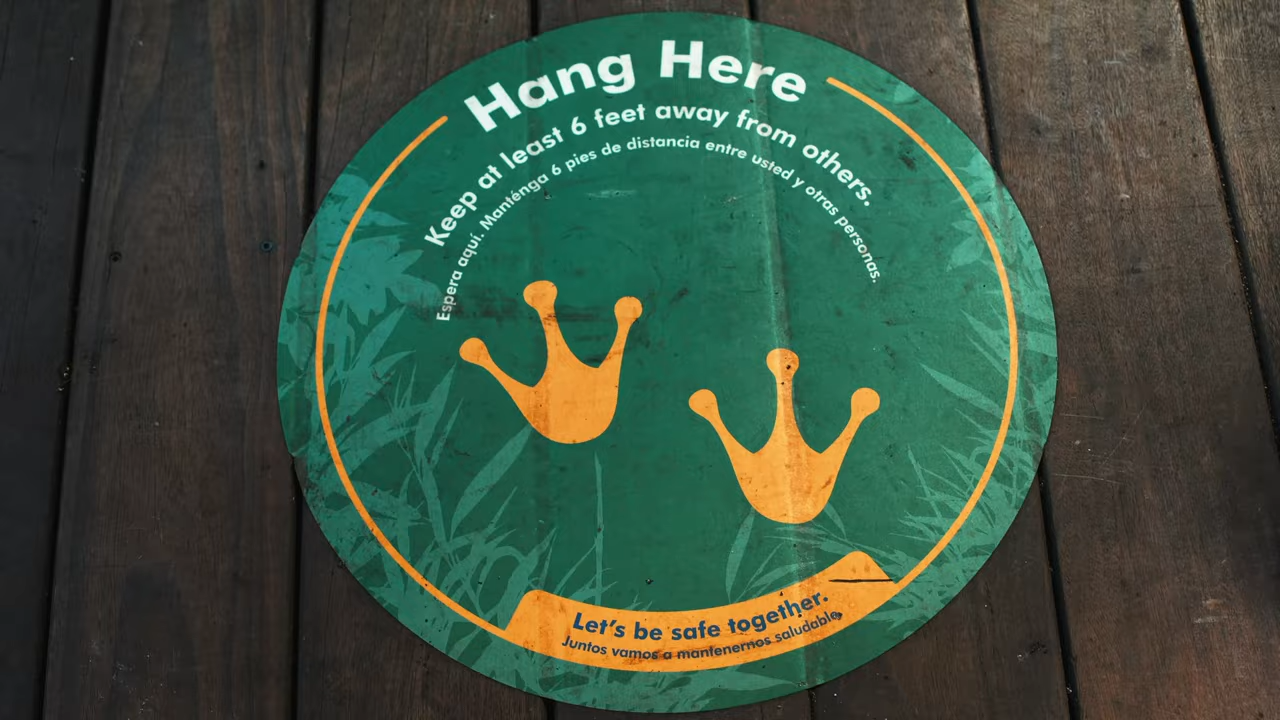 Hang Here
Keep at least 6 feet away from others.
Espera aquí. Manténga 6 pies de distancia entre usted y otras personas.
Let's be safe together.
Juntos vamos a mantenernos saludable